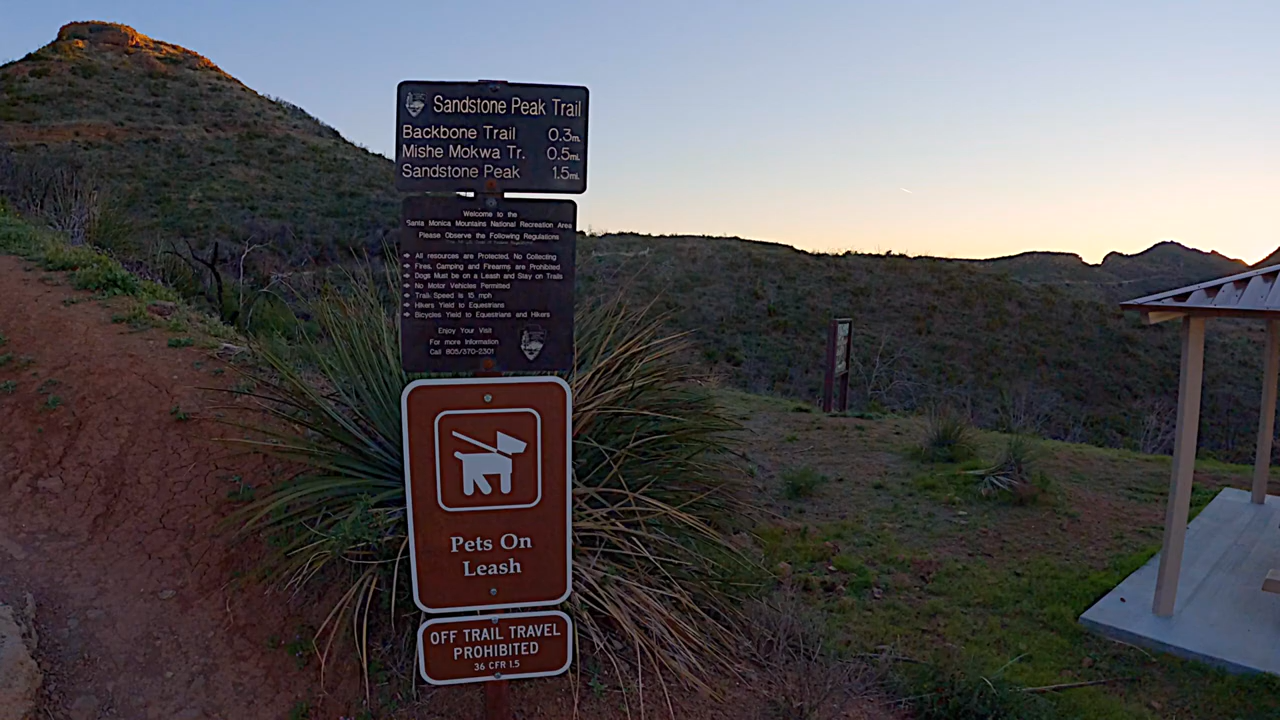 Sandstone Peak Trail
Backbone Trail 0.3m.
Mishe Mokwa Tr. 0.5mi.
Sandstone Peak 1.5mi.
Welcome to the
Santa Monica Mountains National Recreation Area
Please Observe the Following Regulations
All resources are Protected, No Collecting
Fires, Camping and Firearms are Prohibited
Dogs Must be on a Leash and Stay on Trails
No Motor Vehicles Permitted
Trail Speed is 15 mph
Hikers Yield to Equestrians
Bicycles Yield to Equestrians and Hikers
Enjoy Your Visit
For more Information
Call 805/370-2301
Pets On
Leash
OFF TRAIL TRAVEL
PROHIBITED
36 CFR 1.5